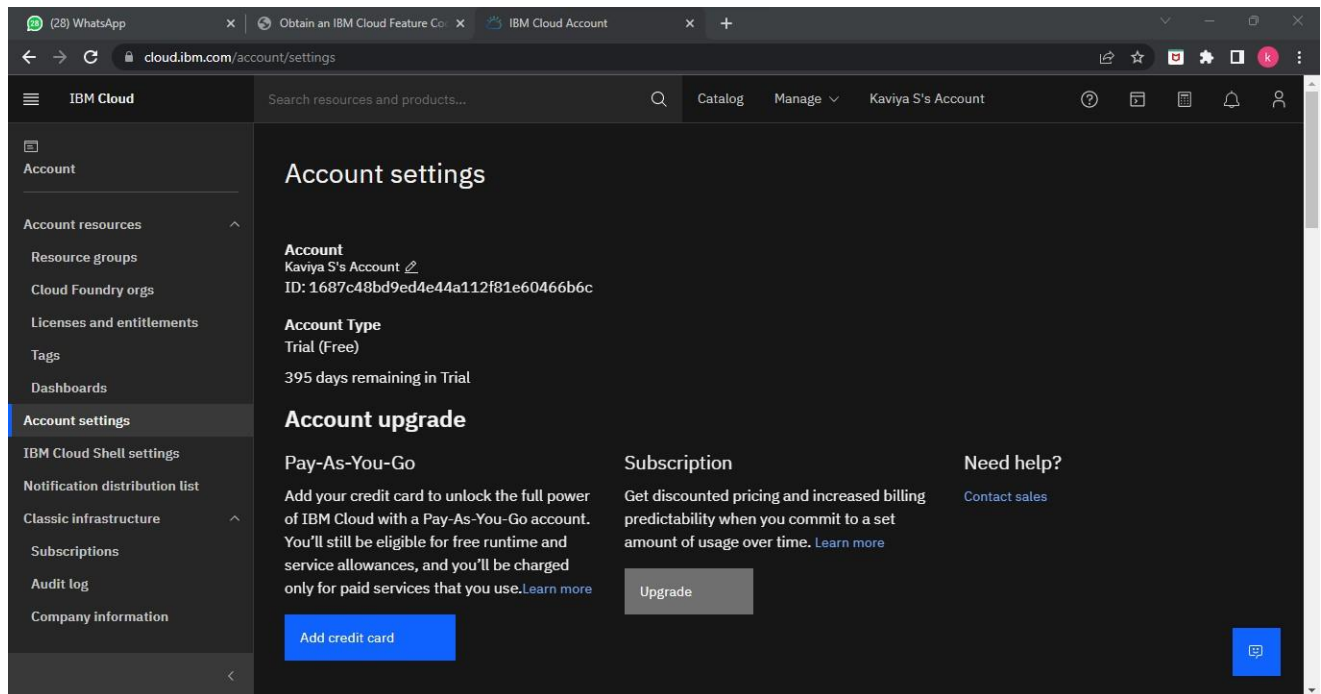 (28) WhatsApp
Obtain an IBM Cloud Feature Co
IBM Cloud Account
cloud.ibm.com/account/settings
k
IBM Cloud
Search resources and products...
Catalog
Manage
Kaviya S's Account
Account
Account resources
Resource groups
Cloud Foundry orgs
Licenses and entitlements
Tags
Dashboards
Account settings
IBM Cloud Shell settings
Notification distribution list
Classic infrastructure
Subscriptions
Audit log
Company information
Account settings
Account
Kaviya S's Account
ID: 1687c48bd9ed4e44a112f81e60466b6c
Account Type
Trial (Free)
395 days remaining in Trial
Account upgrade
Pay-As-You-Go
Add your credit card to unlock the full power
of IBM Cloud with a Pay-As-You-Go account.
You'll still be eligible for free runtime and
service allowances, and you'll be charged
only for paid services that you use.Learn more
Add credit card
Subscription
Get discounted pricing and increased billing
predictability when you commit to a set
amount of usage over time. Learn more
Upgrade
Need help?
Contact sales